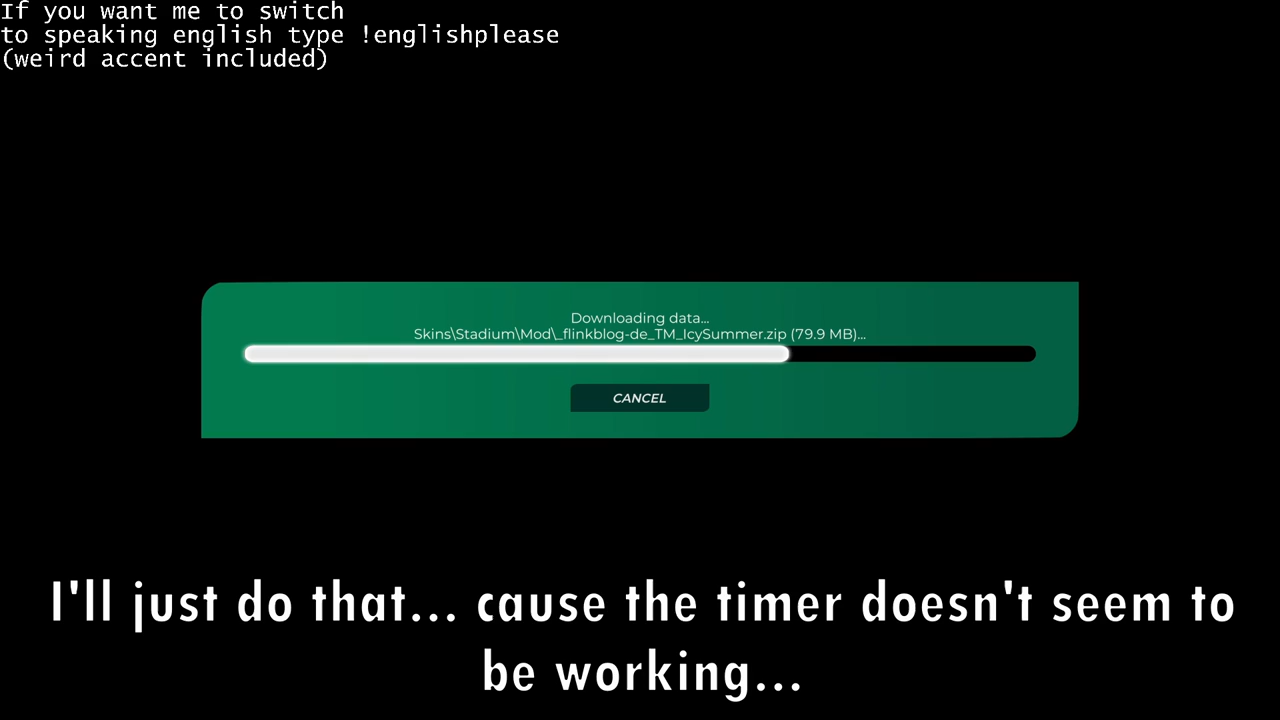 If you want me to switch
to speaking english type !englishplease
(weird accent included)
Downloading data...
Skins\Stadium\Mod\_flinkblog-de_TM_IcySummer.zip (79.9 MB)...
CANCEL
I'll just do that... cause the timer doesn't seem to
be working...